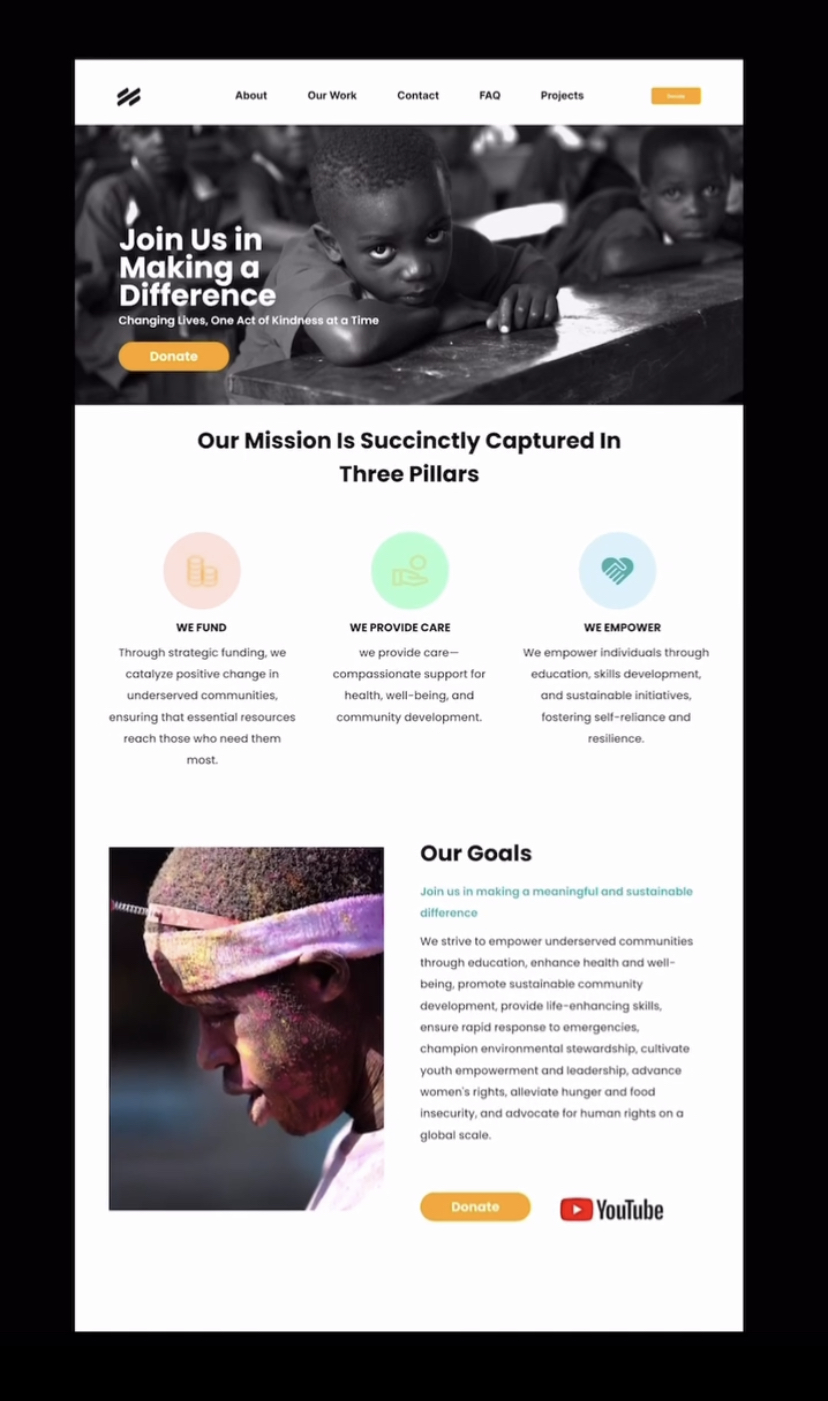 About Our Work Contact FAQ Projects Donate
Join Us in
Making a
Difference
Changing Lives, One Act of Kindness at a Time
Donate
Our Mission Is Succinctly Captured In
Three Pillars
WE FUND
Through strategic funding, we
catalyze positive change in
underserved communities,
ensuring that essential resources
reach those who need them
most.
WE PROVIDE CARE
we provide care—
compassionate support for
health, well-being, and
community development.
WE EMPOWER
We empower individuals through
education, skills development,
and sustainable initiatives,
fostering self-reliance and
resilience.
Our Goals
Join us in making a meaningful and sustainable
difference
We strive to empower underserved communities
through education, enhance health and well-
being, promote sustainable community
development, provide life-enhancing skills,
ensure rapid response to emergencies,
champion environmental stewardship, cultivate
youth empowerment and leadership, advance
women's rights, alleviate hunger and food
insecurity, and advocate for human rights on a
global scale.
Donate YouTube